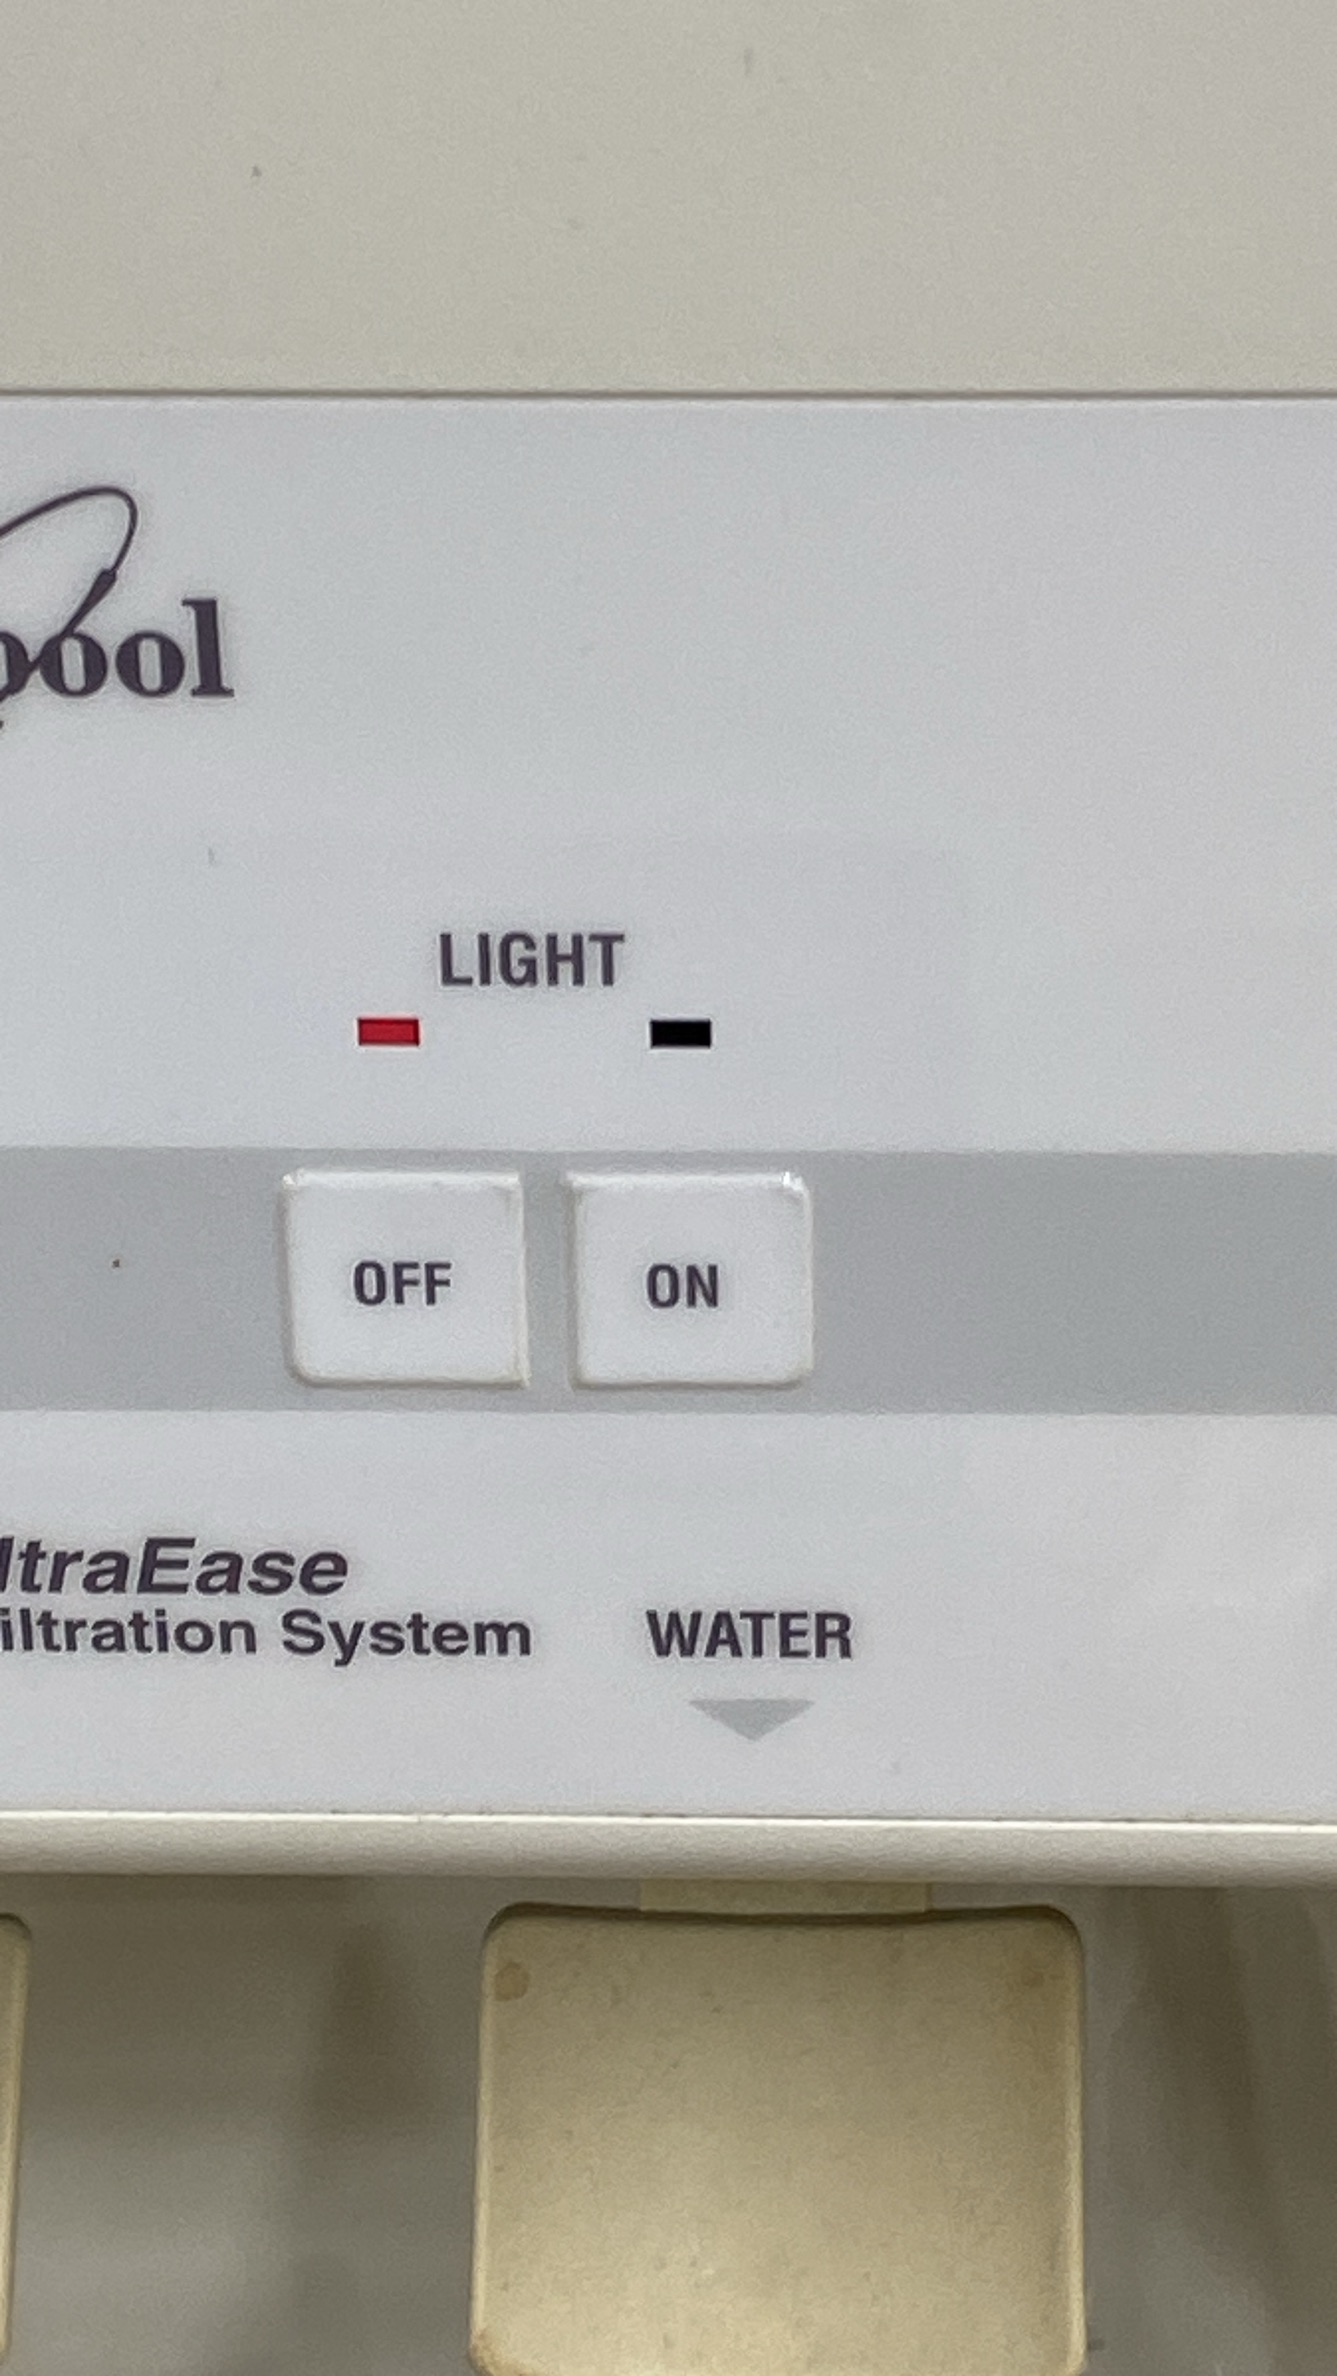 pool
LIGHT
OFF ON
ltraEase
iltration System
WATER